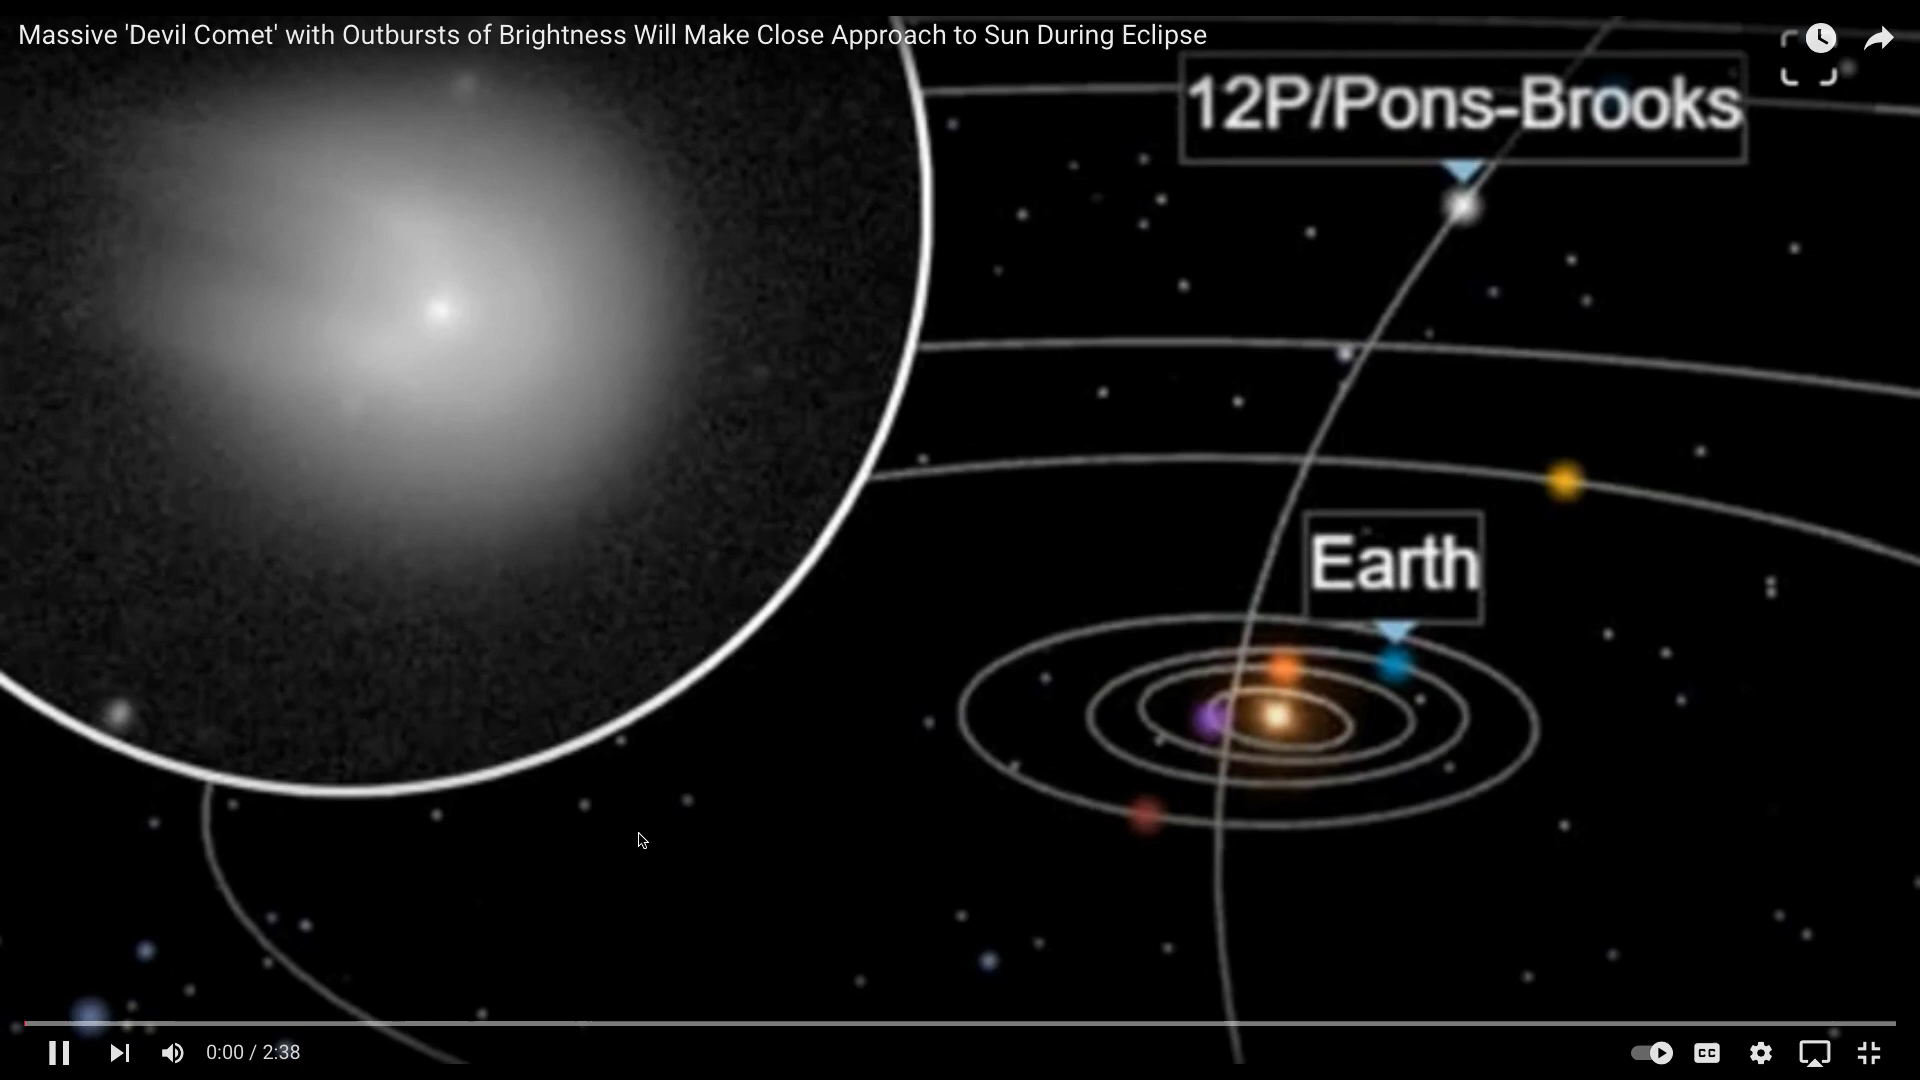 Massive 'Devil Comet' with Outbursts of Brightness Will Make Close Approach to Sun During Eclipse
12P/Pons-Brooks
Earth
0:00 / 2:38
CC